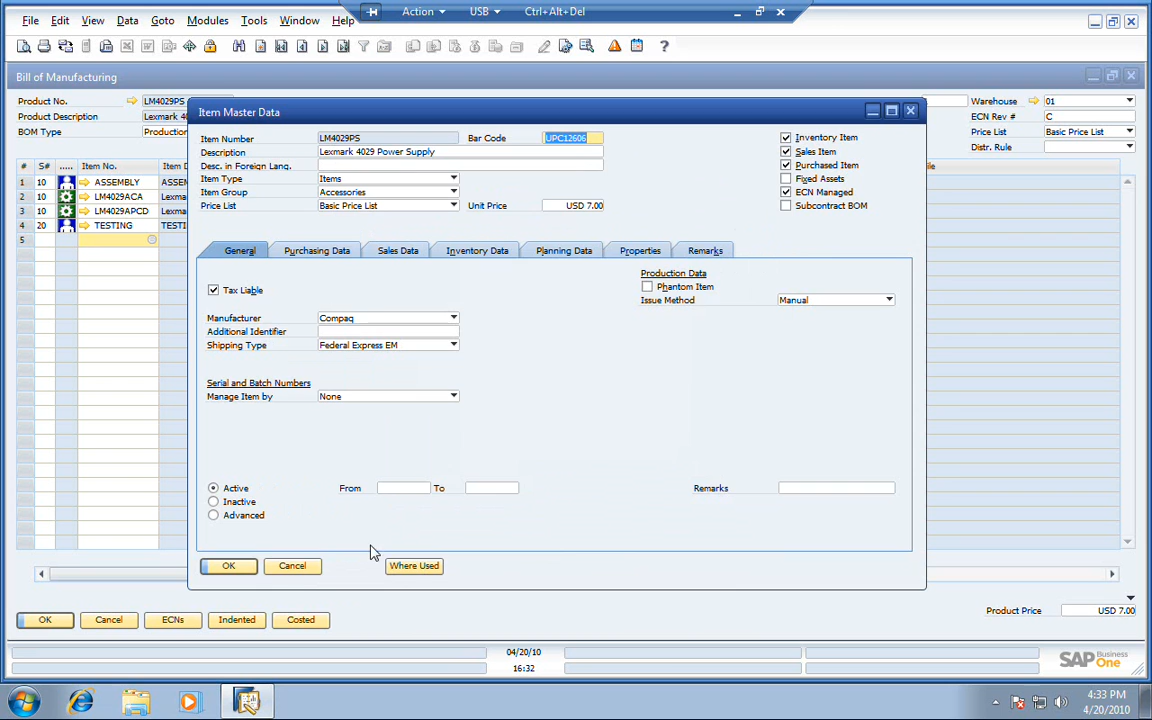 Action USB Ctrl+Alt+Del
File Edit View Data Goto Modules Tools Window Help
Bill of Manufacturing
Product No. LM4029PS
Product Description Lexmark 4029
BOM Type Production
Warehouse 01
ECN Rev # C
Price List Basic Price List
Distr. Rule
# S# ..... Item No. Item D
1 10 ASSEMBLY ASSEM
2 10 LM4029ACA Lexma
3 10 LM4029APCD Lexma
4 20 TESTING TESTI
5
Item Master Data
Item Number LM4029PS Bar Code UPC12606
Description Lexmark 4029 Power Supply
Desc. in Foreign Lang.
Item Type Items
Item Group Accessories
Price List Basic Price List Unit Price USD 7.00
Inventory Item
Sales Item
Purchased Item
Fixed Assets
ECN Managed
Subcontract BOM
General Purchasing Data Sales Data Inventory Data Planning Data Properties Remarks
Tax Liable
Manufacturer Compaq
Additional Identifier
Shipping Type Federal Express EM
Serial and Batch Numbers
Manage Item by None
Production Data
Phantom Item
Issue Method Manual
Active From To Remarks
Inactive
Advanced
OK Cancel Where Used
Product Price USD 7.00
OK Cancel ECNs Indented Costed
04/20/10
16:32
SAP Business One
4:33 PM
4/20/2010